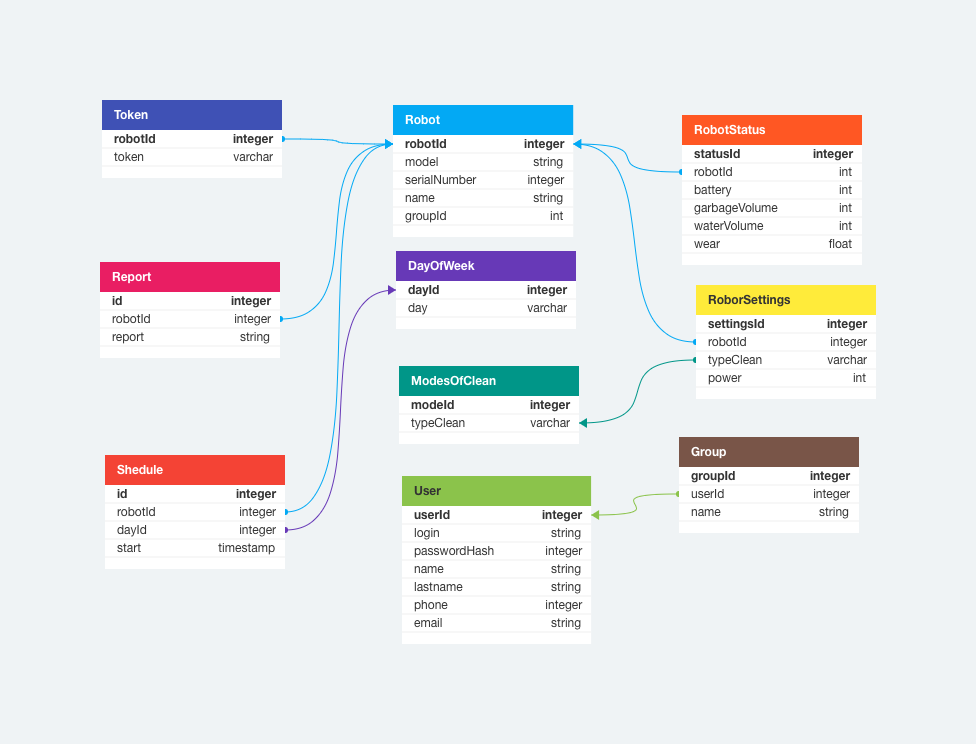 Token
robotId integer
token varchar
Robot
robotId integer
model string
serialNumber integer
name string
groupId int
RobotStatus
statusId integer
robotId int
battery int
garbageVolume int
waterVolume int
wear float
Report
id integer
robotId integer
report string
DayOfWeek
dayId integer
day varchar
RoborSettings
settingsId integer
robotId integer
typeClean varchar
power int
ModesOfClean
modeId integer
typeClean varchar
Shedule
id integer
robotId integer
dayId integer
start timestamp
User
userId integer
login string
passwordHash integer
name string
lastname string
phone integer
email string
Group
groupId integer
userId integer
name string